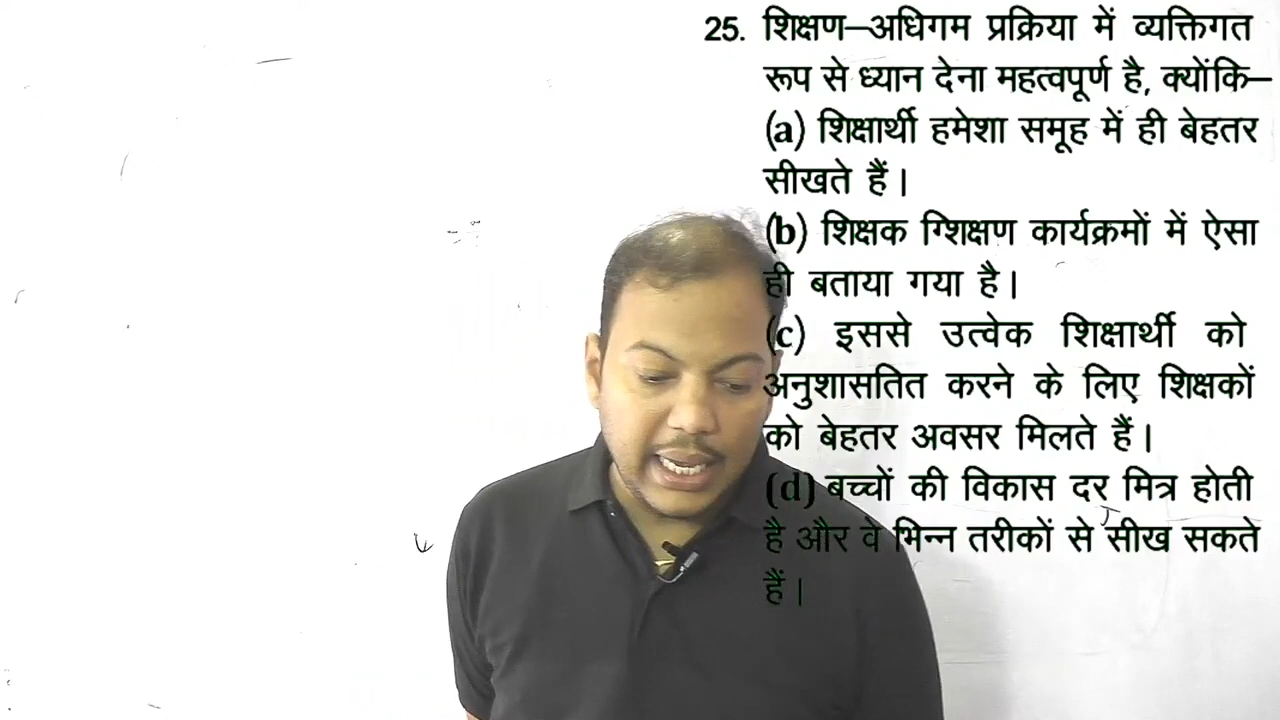 25. शिक्षण–अधिगम प्रक्रिया में व्यक्तिगत
रूप से ध्यान देना महत्वपूर्ण है, क्योंकि–
(a) शिक्षार्थी हमेशा समूह में ही बेहतर
सीखते हैं।
(b) शिक्षक ग्शिक्षण कार्यक्रमों में ऐसा
ही बताया गया है।
(c) इससे उत्वेक शिक्षार्थी को
अनुशासतित करने के लिए शिक्षकों
को बेहतर अवसर मिलते हैं।
(d) बच्चों की विकास दर मित्र होती
है और वे भिन्न तरीकों से सीख सकते
हैं।